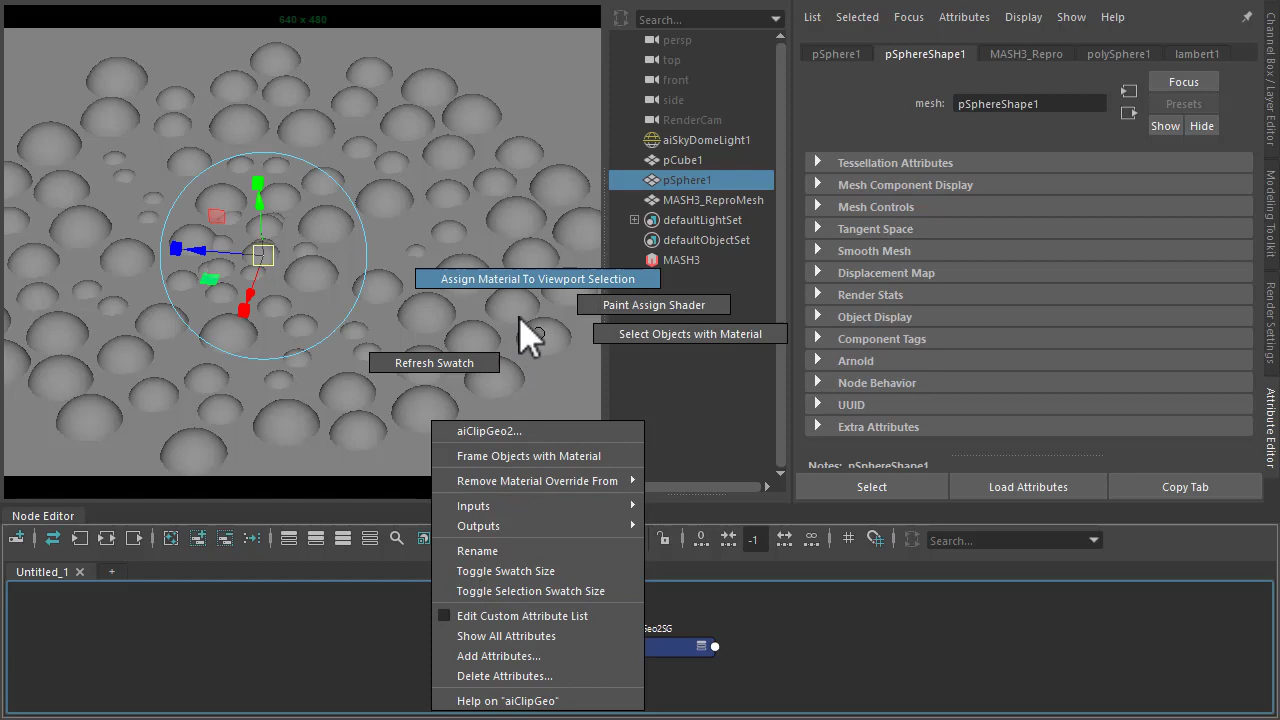 640 x 480
Search...
persp
top
front
side
RenderCam
aiSkyDomeLight1
pCube1
pSphere1
MASH3_ReproMesh
defaultLightSet
defaultObjectSet
MASH3
List Selected Focus Attributes Display Show Help
pSphere1 pSphereShape1 MASH3_Repro polySphere1 lambert1
mesh: pSphereShape1
Focus
Presets
Show Hide
Tessellation Attributes
Mesh Component Display
Mesh Controls
Tangent Space
Smooth Mesh
Displacement Map
Render Stats
Object Display
Component Tags
Arnold
Node Behavior
UUID
Extra Attributes
Notes: pSphereShape1
Select Load Attributes Copy Tab
Channel Box / Layer Editor
Modeling Toolkit
Render Settings
Attribute Editor
Assign Material To Viewport Selection
Paint Assign Shader
Select Objects with Material
Refresh Swatch
aiClipGeo2...
Frame Objects with Material
Remove Material Override From
Inputs
Outputs
Rename
Toggle Swatch Size
Toggle Selection Swatch Size
Edit Custom Attribute List
Show All Attributes
Add Attributes...
Delete Attributes...
Help on "aiClipGeo"
Node Editor
0
-1
Search...
Untitled_1
Geo2SG